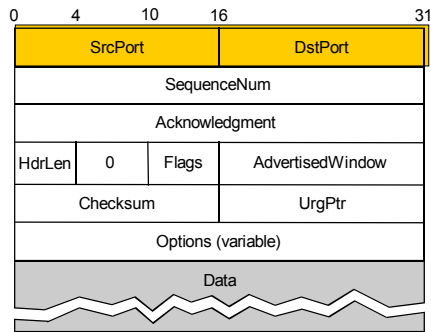 0 4 10 16 31
SrcPort DstPort
SequenceNum
Acknowledgment
HdrLen 0 Flags AdvertisedWindow
Checksum UrgPtr
Options (variable)
Data